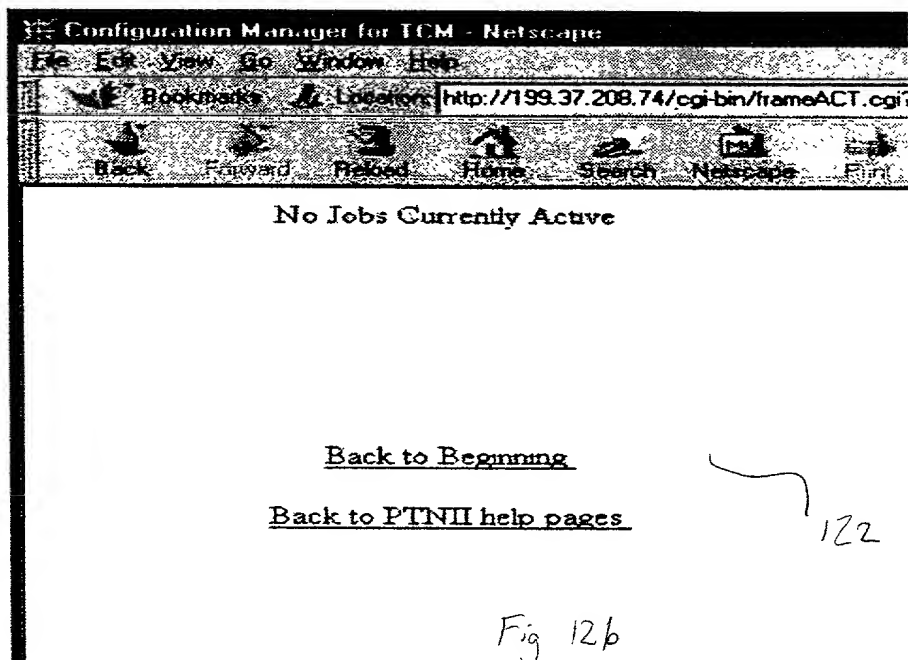 Configuration Manager for TCM - Netscape
File Edit View Go Window Help
Bookmarks Location: http://199.37.208.74/cgi-bin/frameACT.cgi?
Back Forward Reload Home Search Netscape Print
No Jobs Currently Active
Back to Beginning
Back to PTNII help pages
122
Fig 12b